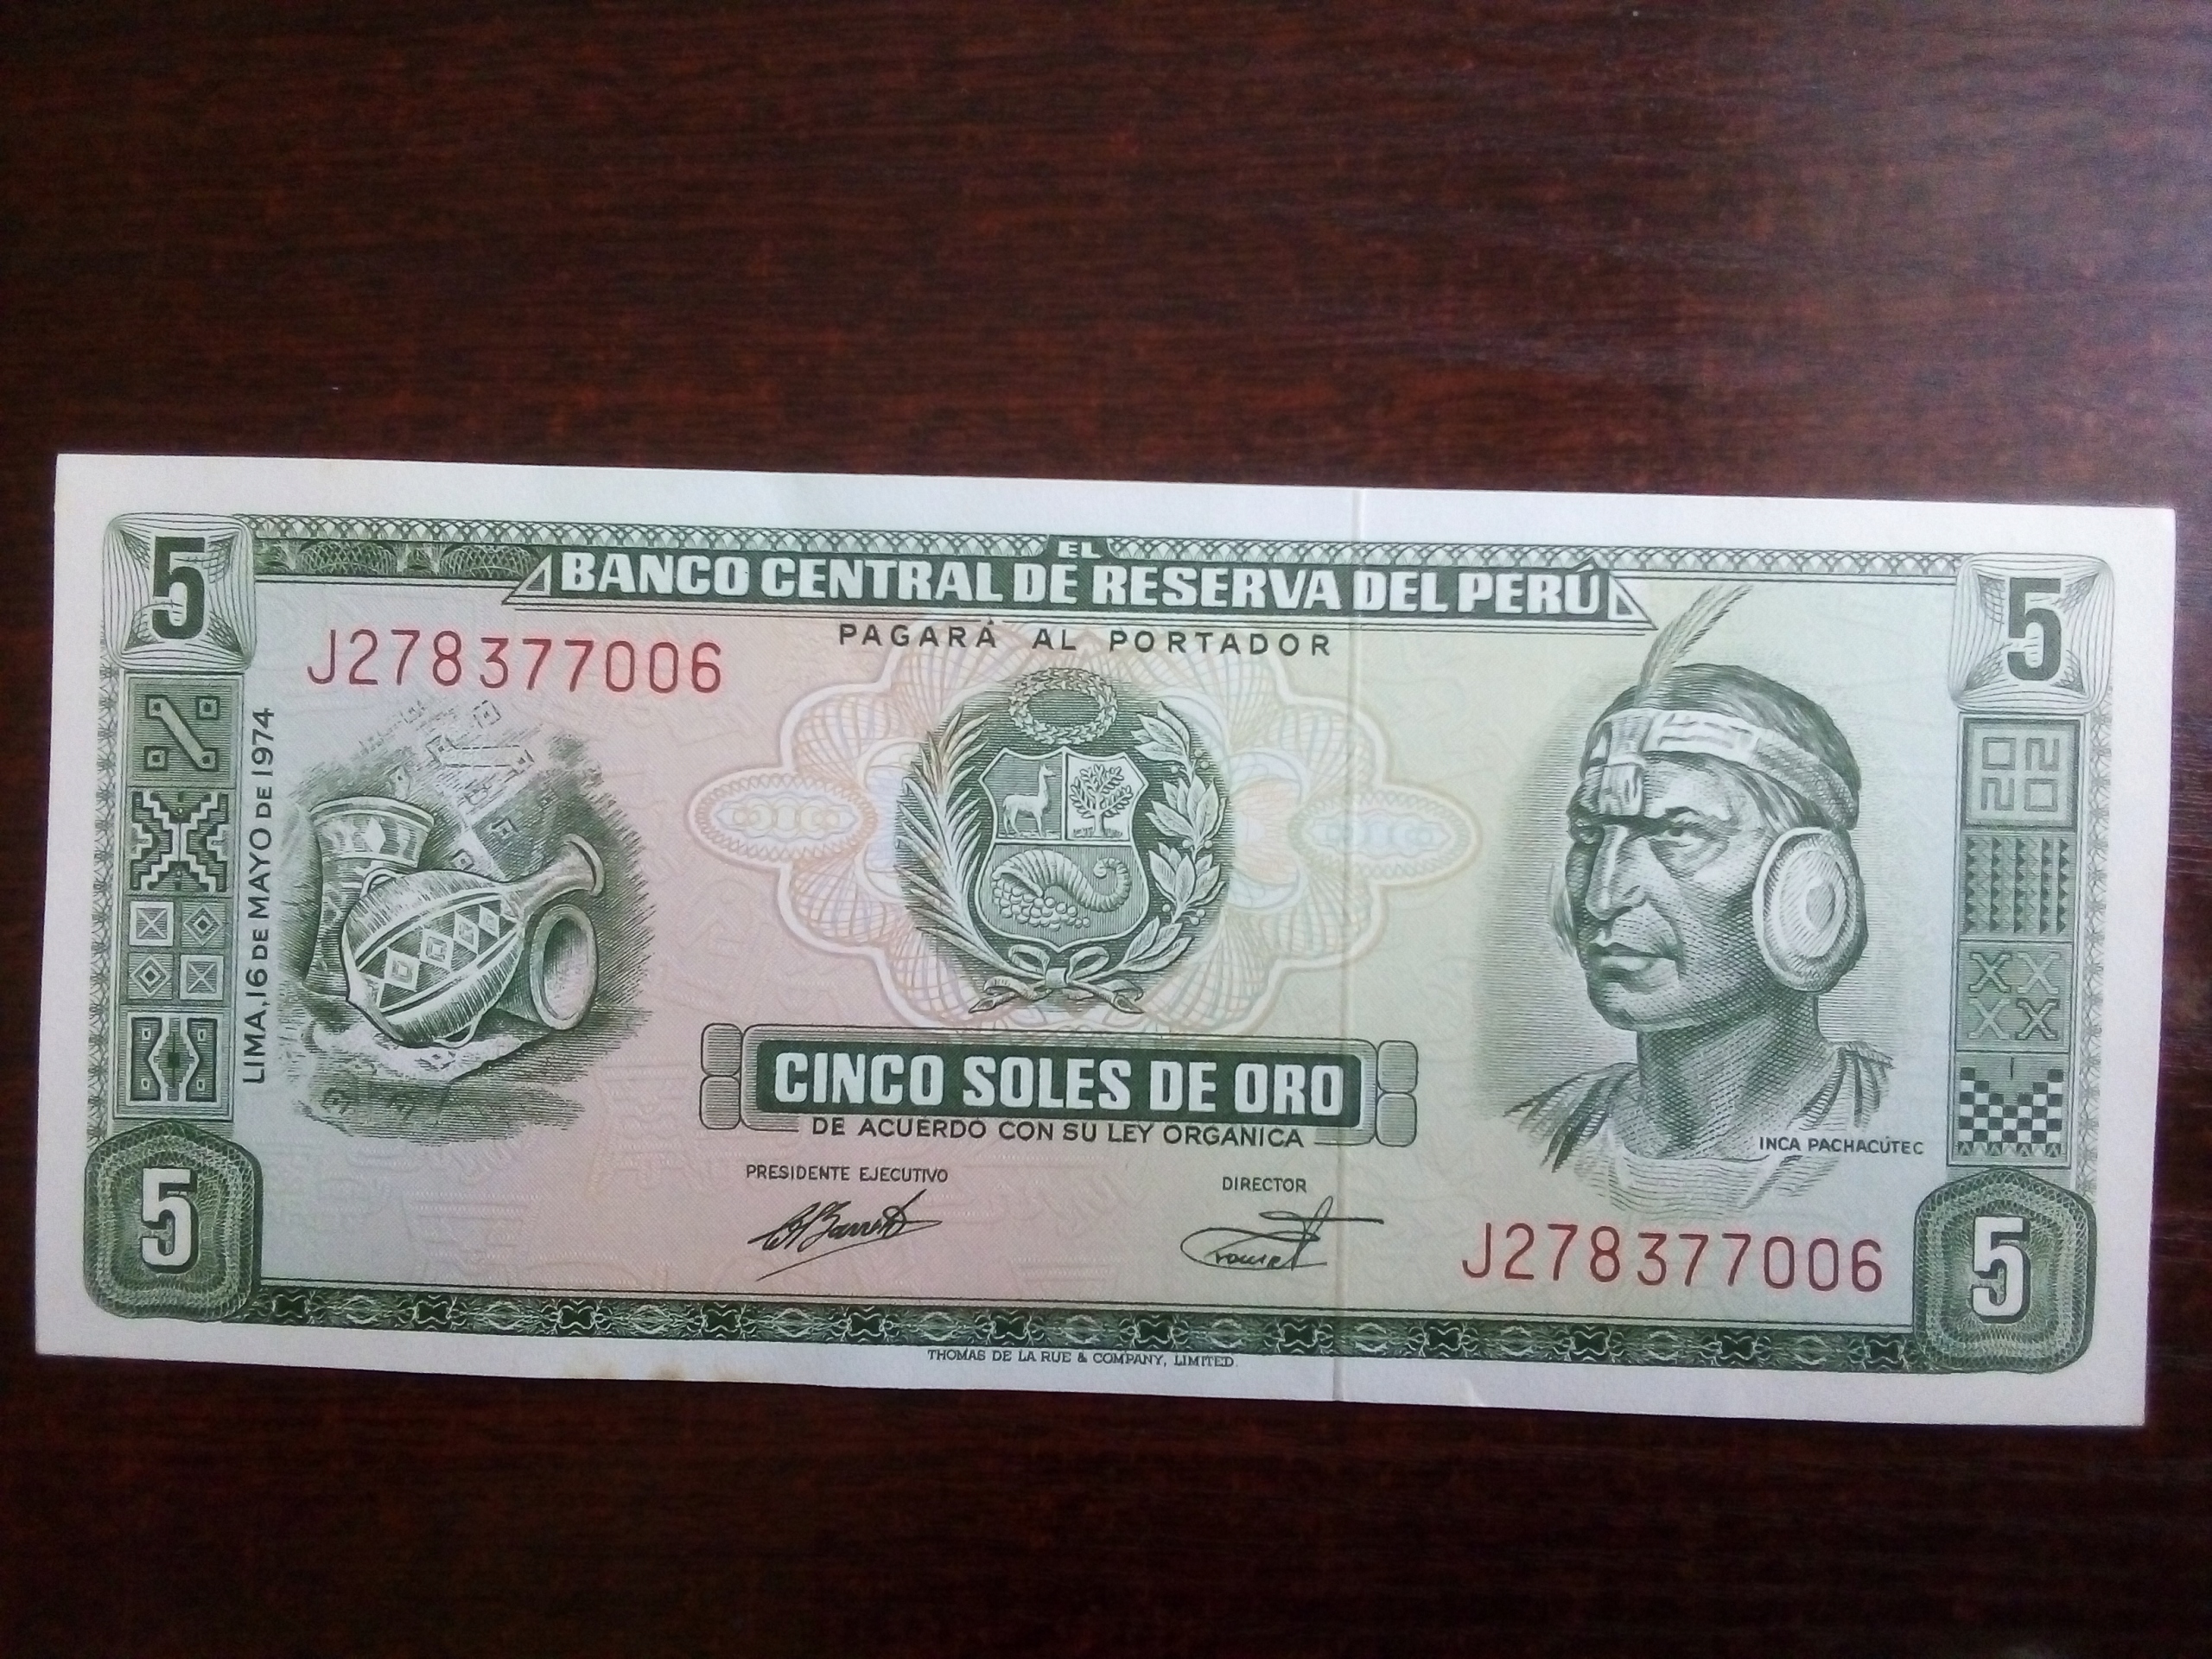 5
EL
BANCO CENTRAL DE RESERVA DEL PERÚ
5
J278377006
PAGARÁ AL PORTADOR
LIMA, 16 DE MAYO DE 1974
CINCO SOLES DE ORO
DE ACUERDO CON SU LEY ORGANICA
INCA PACHACÚTEC
PRESIDENTE EJECUTIVO
DIRECTOR
J278377006
5
5
THOMAS DE LA RUE & COMPANY, LIMITED.